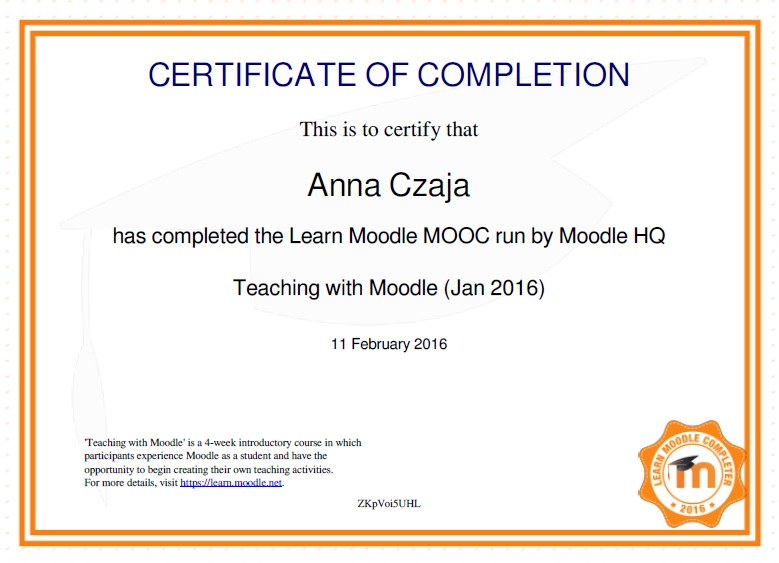 CERTIFICATE OF COMPLETION
This is to certify that
Anna Czaja
has completed the Learn Moodle MOOC run by Moodle HQ
Teaching with Moodle (Jan 2016)
11 February 2016
'Teaching with Moodle' is a 4-week introductory course in which
participants experience Moodle as a student and have the
opportunity to begin creating their own teaching activities.
For more details, visit https://learn.moodle.net.
ZKpVoi5UHL
LEARN MOODLE COMPLETER
m
2016